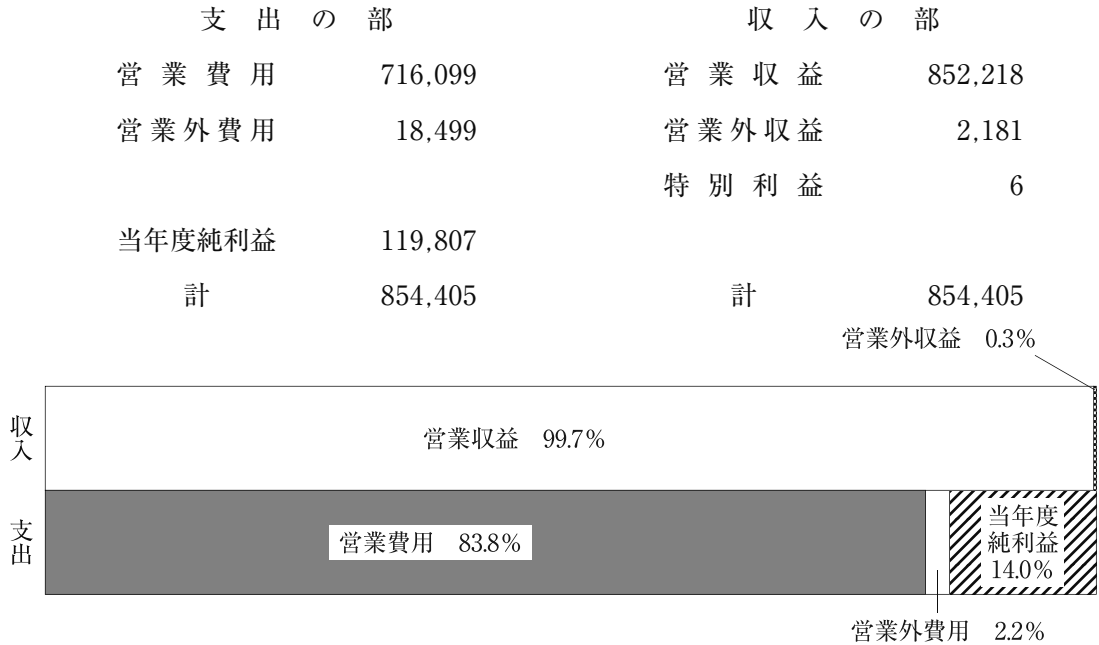 支出の部　収入の部
営業費用　716,099　営業収益　852,218
営業外費用　18,499　営業外収益　2,181
特別利益　6
当年度純利益　119,807
計　854,405　計　854,405
営業外収益　0.3%
収入
営業収益　99.7%
支出
営業費用　83.8%
当年度
純利益
14.0%
営業外費用　2.2%